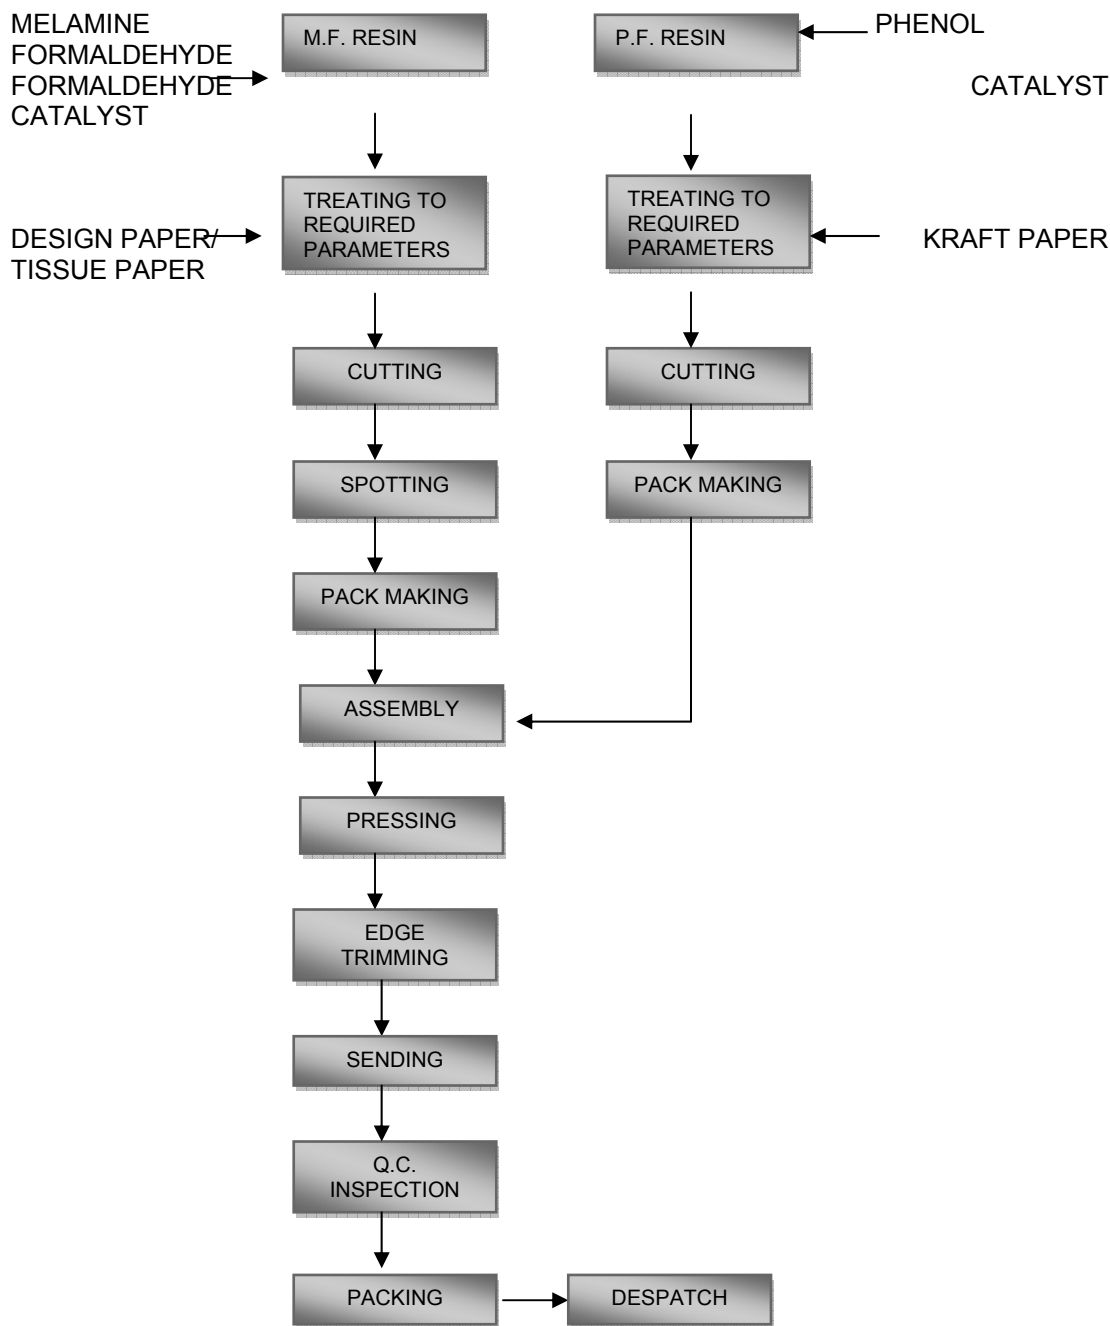 MELAMINE
FORMALDEHYDE
FORMALDEHYDE
CATALYST
M.F. RESIN
P.F. RESIN
PHENOL
CATALYST
DESIGN PAPER/
TISSUE PAPER
TREATING TO
REQUIRED
PARAMETERS
TREATING TO
REQUIRED
PARAMETERS
KRAFT PAPER
CUTTING
CUTTING
SPOTTING
PACK MAKING
PACK MAKING
ASSEMBLY
PRESSING
EDGE
TRIMMING
SENDING
Q.C.
INSPECTION
PACKING
DESPATCH